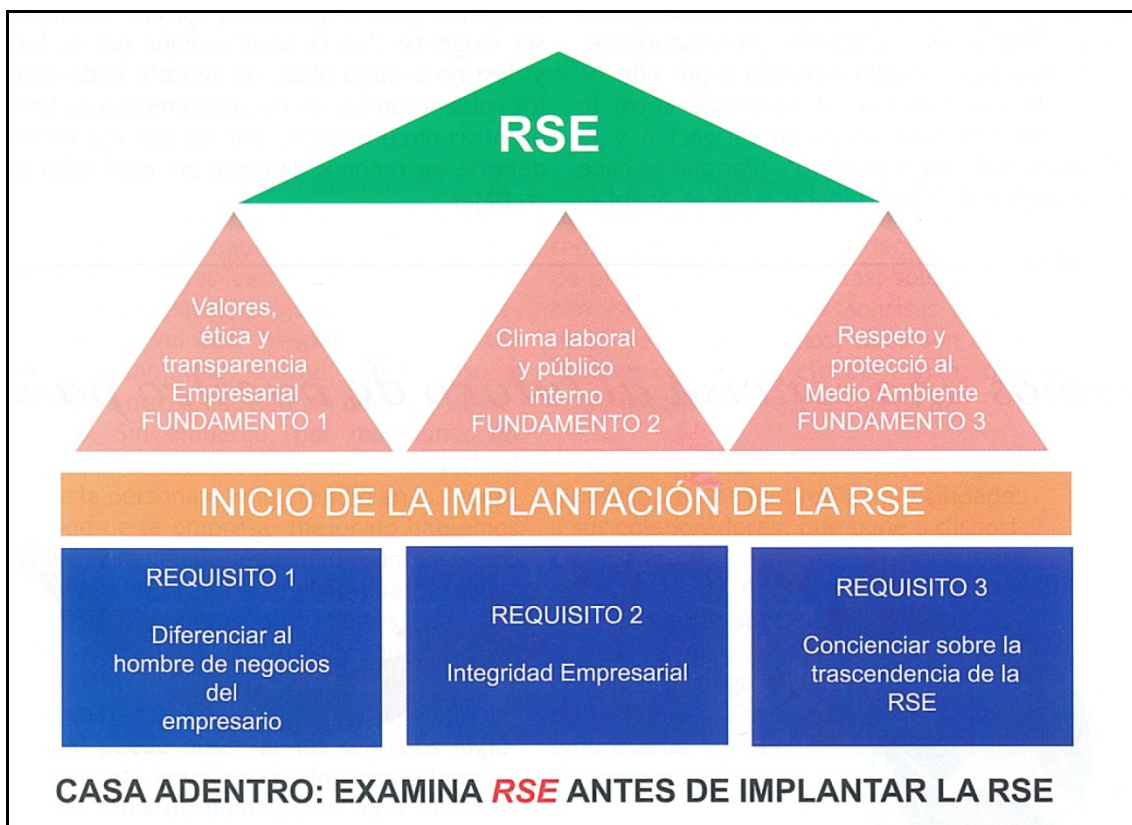 RSE
Valores,
ética y
transparencia
Empresarial
FUNDAMENTO 1
Clima laboral
y público
interno
FUNDAMENTO 2
Respeto y
protecció al
Medio Ambiente
FUNDAMENTO 3
INICIO DE LA IMPLANTACIÓN DE LA RSE
REQUISITO 1
Diferenciar al
hombre de negocios
del
empresario
REQUISITO 2
Integridad Empresarial
REQUISITO 3
Concienciar sobre la
trascendencia de la
RSE
CASA ADENTRO: EXAMINA RSE ANTES DE IMPLANTAR LA RSE